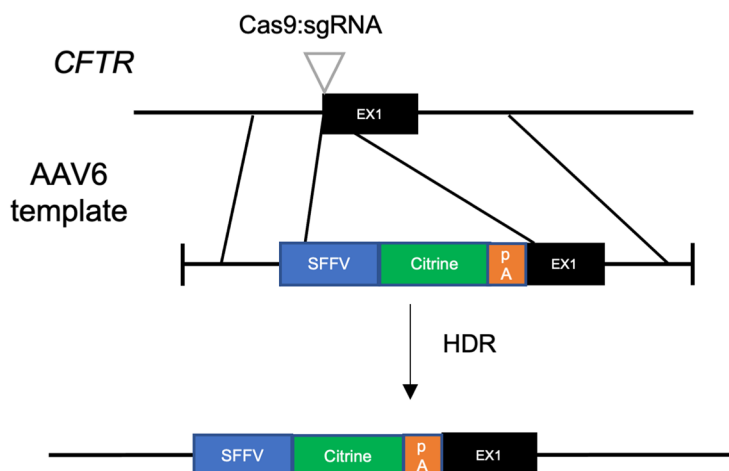 Cas9:sgRNA
CFTR
EX1
AAV6
template
SFFV
Citrine
p
A
EX1
HDR
SFFV
Citrine
p
A
EX1